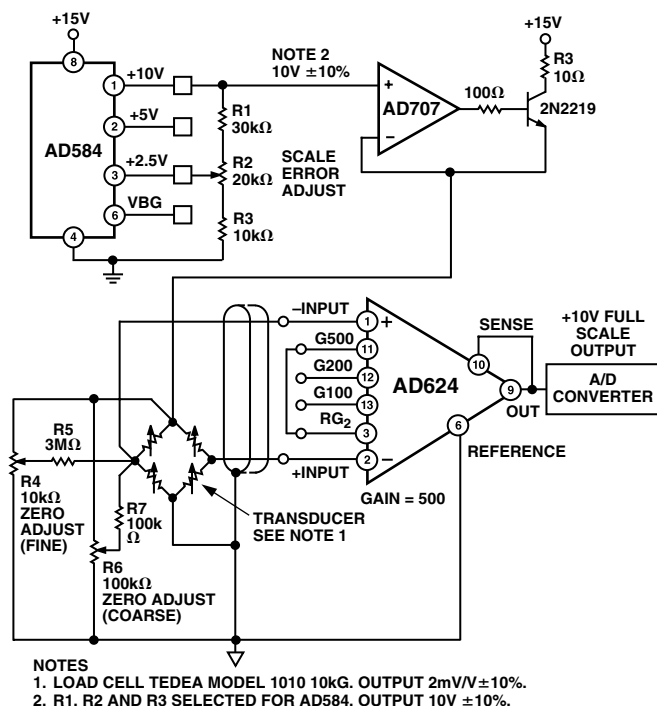 +15V
8
AD584
1
+10V
2
+5V
3
+2.5V
6
VBG
4
R1
30kΩ
R2
20kΩ
R3
10kΩ
SCALE
ERROR
ADJUST
NOTE 2
10V ±10%
+
AD707
−
100Ω
+15V
R3
10Ω
2N2219
−INPUT
1
+
G500
11
G200
12
G100
13
RG2
3
+INPUT
2
−
AD624
GAIN = 500
SENSE
10
9
OUT
6
REFERENCE
+10V FULL
SCALE
OUTPUT
A/D
CONVERTER
R5
3MΩ
R4
10kΩ
ZERO
ADJUST
(FINE)
R7
100k
Ω
R6
100kΩ
ZERO ADJUST
(COARSE)
TRANSDUCER
SEE NOTE 1
NOTES
1. LOAD CELL TEDEA MODEL 1010 10kG. OUTPUT 2mV/V±10%.
2. R1, R2 AND R3 SELECTED FOR AD584. OUTPUT 10V ±10%.